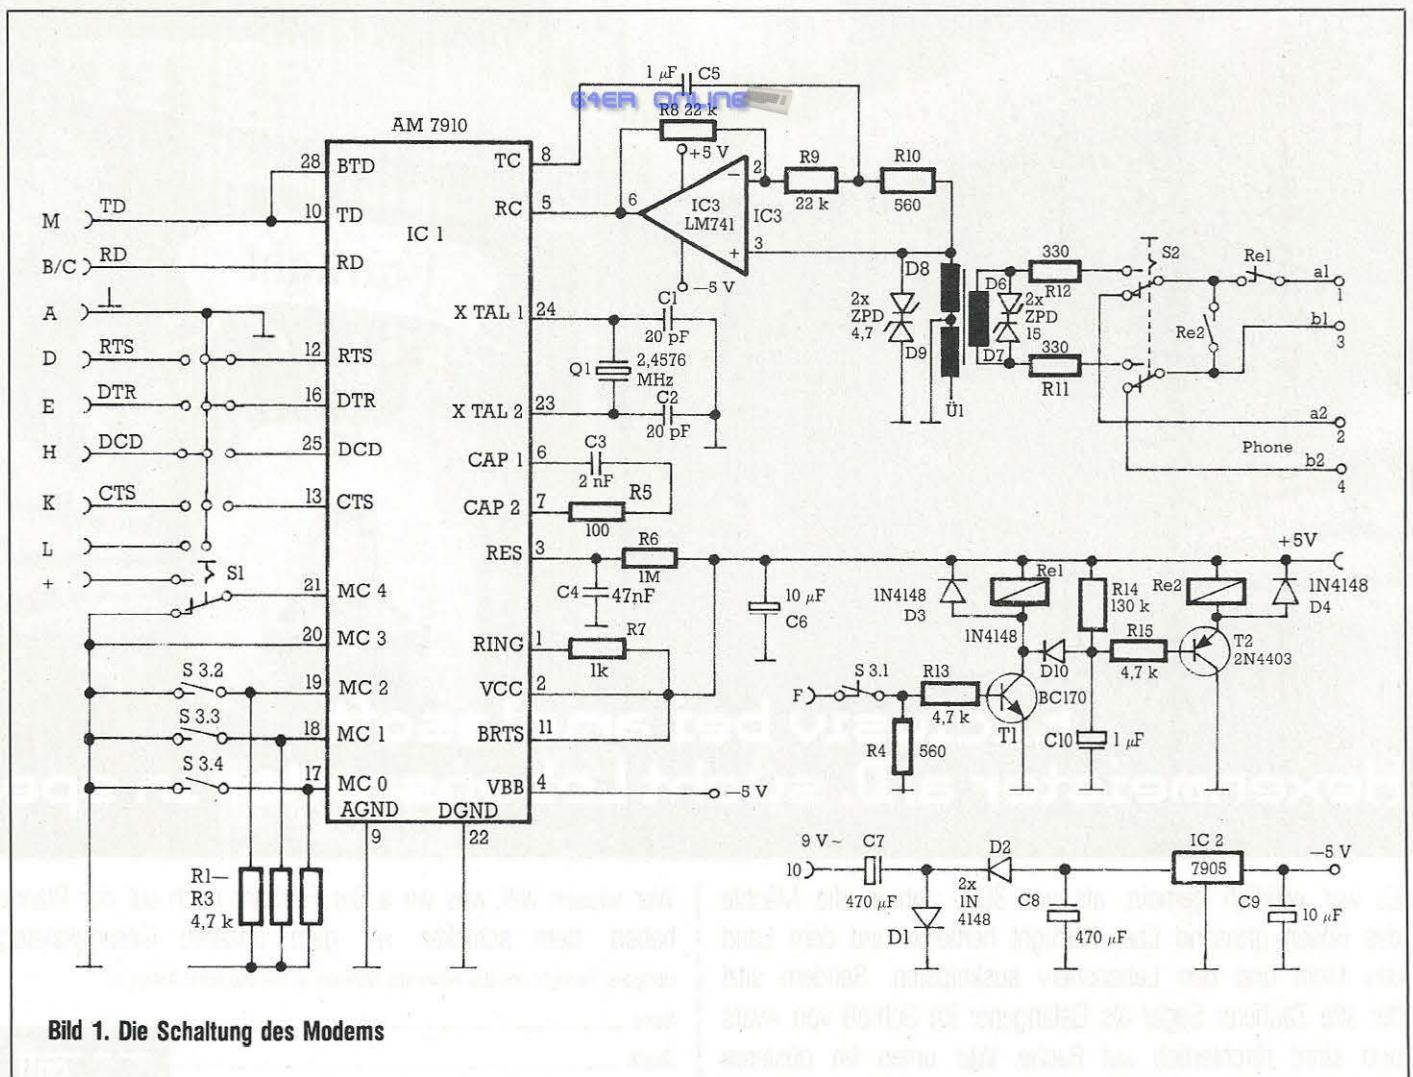 1 µF C5
64ER ONLINE
R8 22 k
AM 7910
+5 V
28 BTD
TC 8
2
R9
R10
M TD
10 TD
RC 5
6
IC3
LM741
IC3
22 k
560
IC 1
3
B/C RD
RD
D8
D6
330
S2
Re1
a1
1
R12
A
−5 V
2x
ZPD
4,7
2x
ZPD
15
X TAL 1 24
C1
20 pF
b1
3
Re2
D RTS
12 RTS
Q1
2,4576
MHz
D9
D7
330
R11
E DTR
16 DTR
C2
20 pF
X TAL 2 23
Ü1
a2
2
H DCD
25 DCD
CAP 1 6
C3
2 nF
Phone
b2
4
K CTS
13 CTS
CAP 2 7
R5
100
L
RES 3
R6
1M
+5V
+
S1
21 MC 4
C4
47nF
10 µF
C6
1N4148
D3
Re1
R14
130 k
Re2
1N4148
D4
20 MC 3
RING 1
R7
1k
1N4148
D10
R15
4,7 k
T2
2N4403
S 3.2
19 MC 2
VCC 2
F
S 3.1
R13
4,7 k
BC170
T1
S 3.3
18 MC 1
BRTS 11
R4
560
C10
1 µF
S 3.4
17 MC 0
VBB 4
−5 V
AGND
DGND
9
22
9 V~
10
C7
D2
IC 2
7905
−5 V
R1—
R3
4,7 k
470 µF
D1
2x
1N
4148
C8
470 µF
C9
10 µF
Bild 1. Die Schaltung des Modems